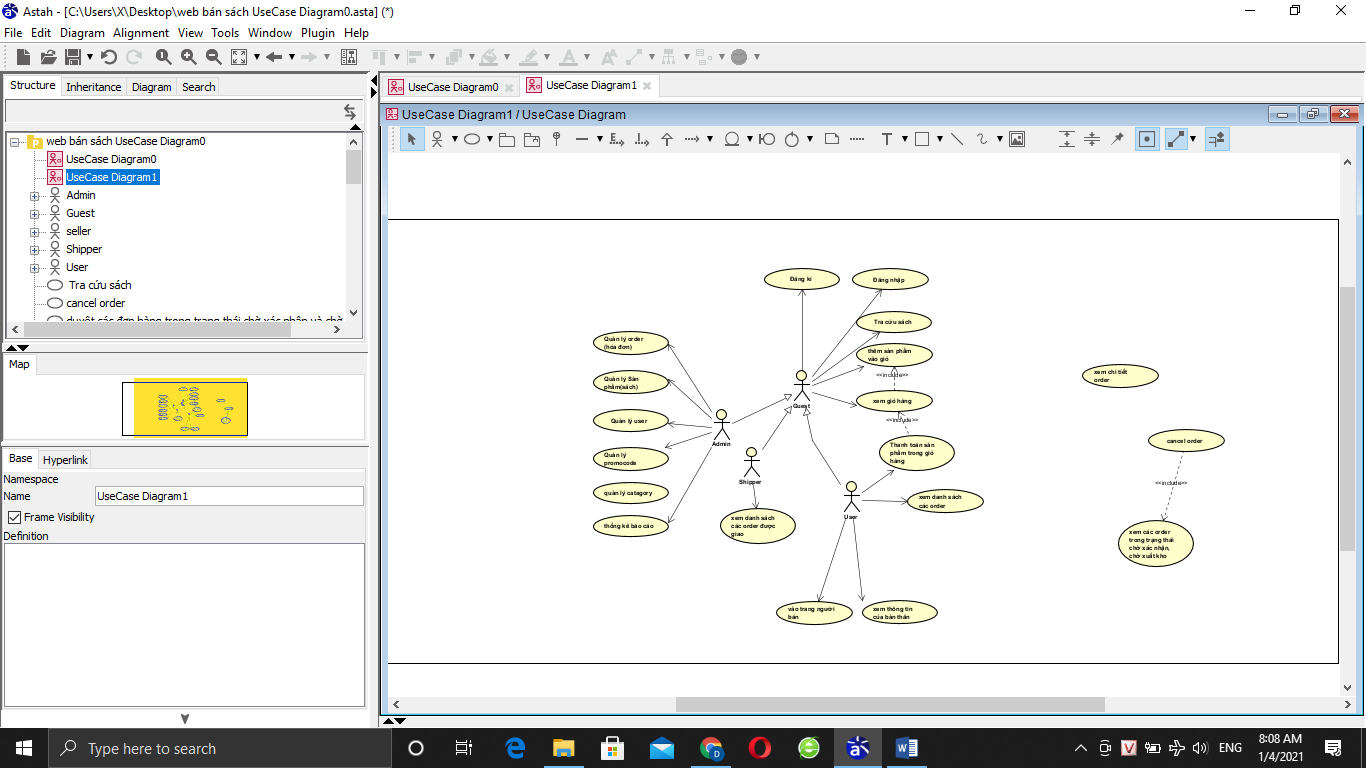 Astah - [C:\Users\X\Desktop\web bán sách UseCase Diagram0.asta] (*)
File Edit Diagram Alignment View Tools Window Plugin Help
Structure Inheritance Diagram Search
web bán sách UseCase Diagram0
UseCase Diagram0
UseCase Diagram1
Admin
Guest
seller
Shipper
User
Tra cứu sách
cancel order
duyệt các đơn hàng trong trạng thái chờ xác nhận và chờ
Map
Base Hyperlink
Namespace
Name UseCase Diagram1
Frame Visibility
Definition
UseCase Diagram0 UseCase Diagram1
UseCase Diagram1 / UseCase Diagram
Đăng kí
Đăng nhập
Tra cứu sách
thêm sản phẩm
vào giỏ
<<include>>
xem giỏ hàng
<<include>>
Thanh toán sản
phẩm trong giỏ
hàng
Quản lý order
(hóa đơn)
Quản lý Sản
phẩm(sách)
Quản lý user
Quản lý
promocode
quản lý catagory
thống kê báo cáo
Guest
Admin
Shipper
User
xem danh sách
các order được
giao
xem danh sách
các order
vào trang người
bán
xem thông tin
của bản thân
xem chi tiết
order
cancel order
<<include>>
xem các order
trong trạng thái
chờ xác nhận,
chờ xuất kho
Type here to search
ENG
8:08 AM
1/4/2021